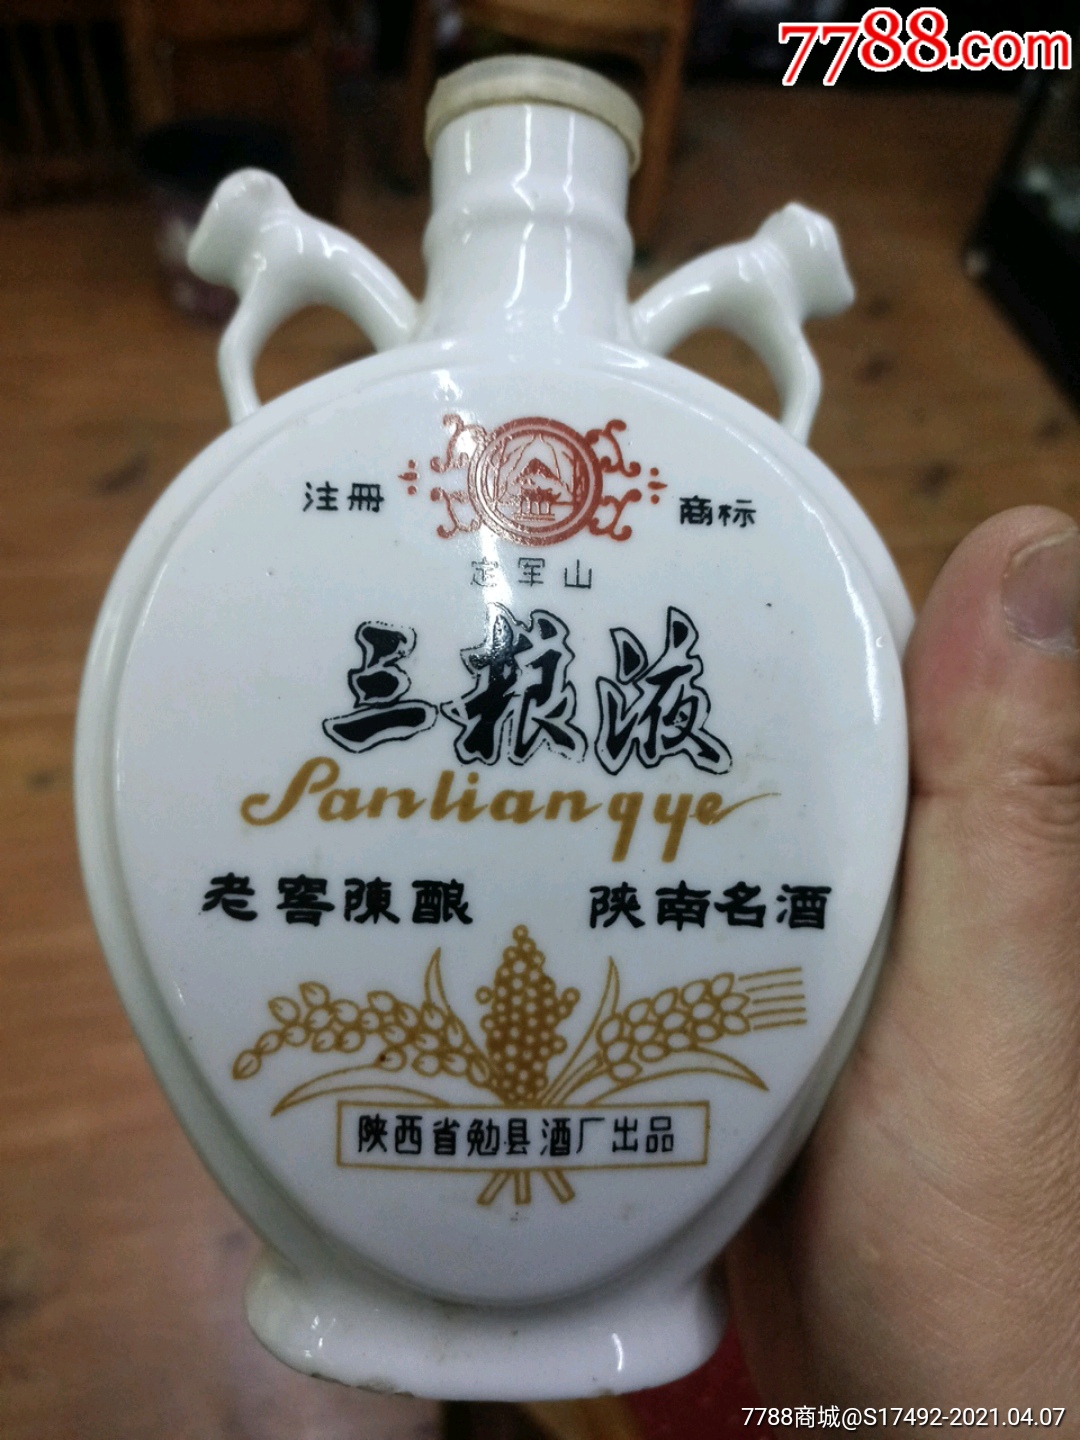 7788.com
注册 商标
定军山
三粮液
Sanliangye
老窖陳酿 陕南名酒
陕西省勉县酒厂出品
7788商城@S17492-2021.04.07